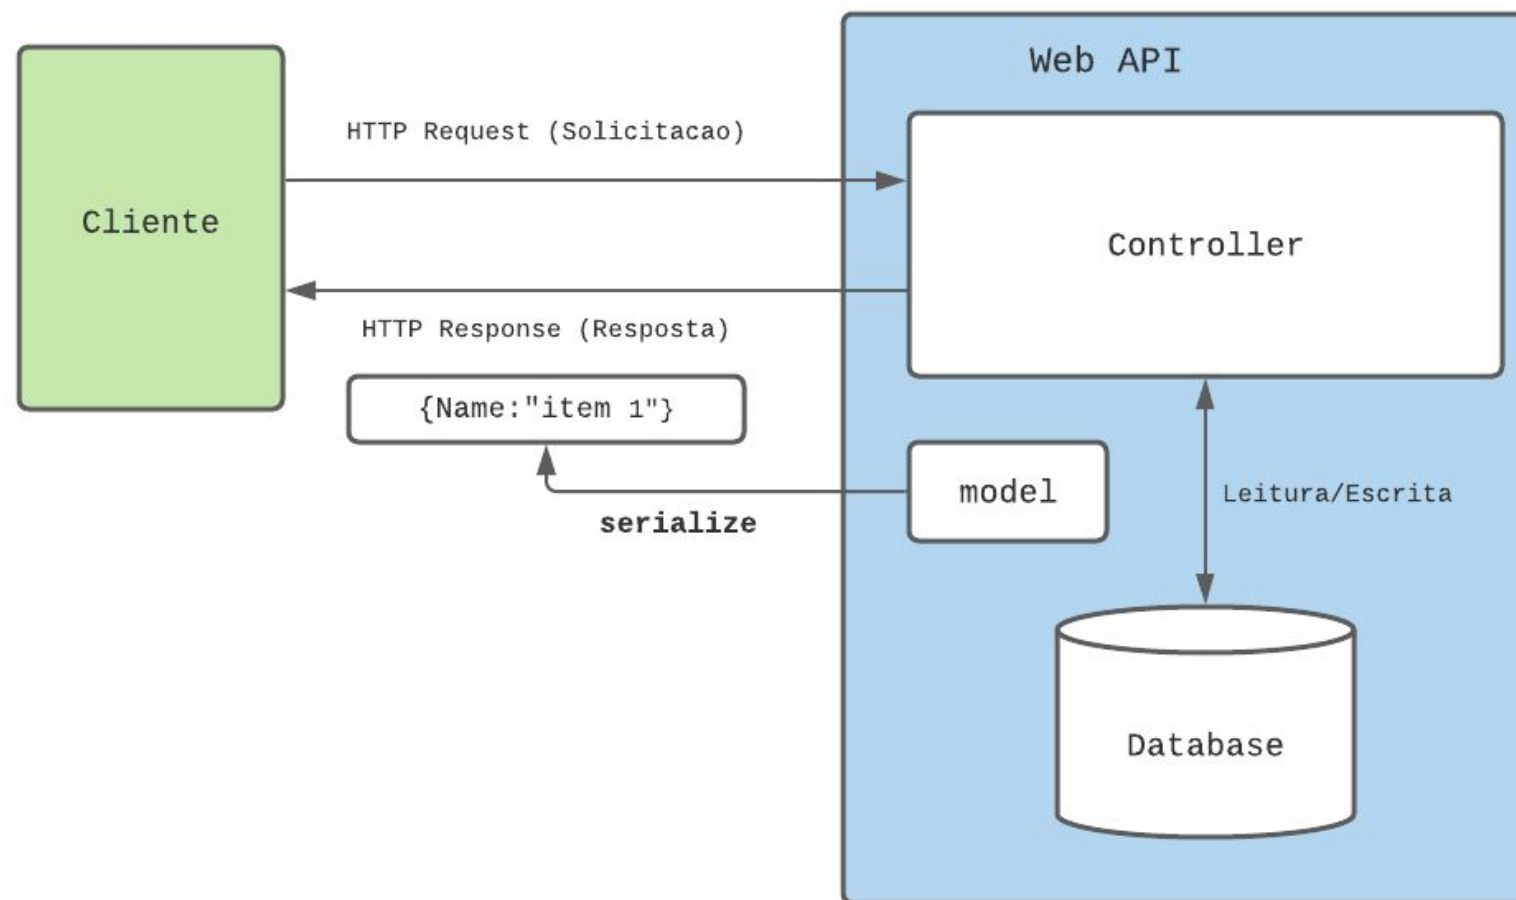 Web API
HTTP Request (Solicitacao)
Cliente
Controller
HTTP Response (Resposta)
{Name:"item 1"}
model
Leitura/Escrita
serialize
Database